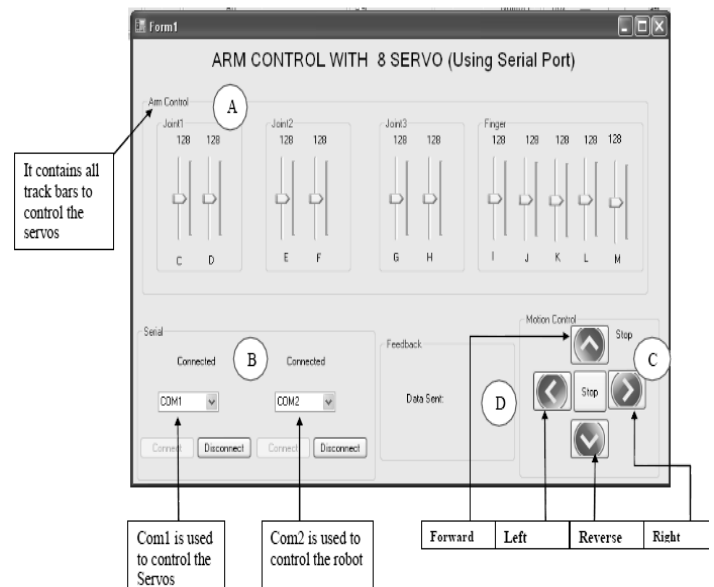 Form1
ARM CONTROL WITH 8 SERVO (Using Serial Port)
Arm Control
A
Joint1
Joint2
Joint3
Finger
128 128
128 128
128 128
128 128 128 128 128
C D
E F
G H
I J K L M
It contains all
track bars to
control the
servos
Serial
Connected
B
Connected
COM1
COM2
Connect
Disconnect
Connect
Disconnect
Feedback
Data Sent:
D
Motion Control
Stop
C
Stop
Com1 is used
to control the
Servos
Com2 is used to
control the robot
Forward Left Reverse Right